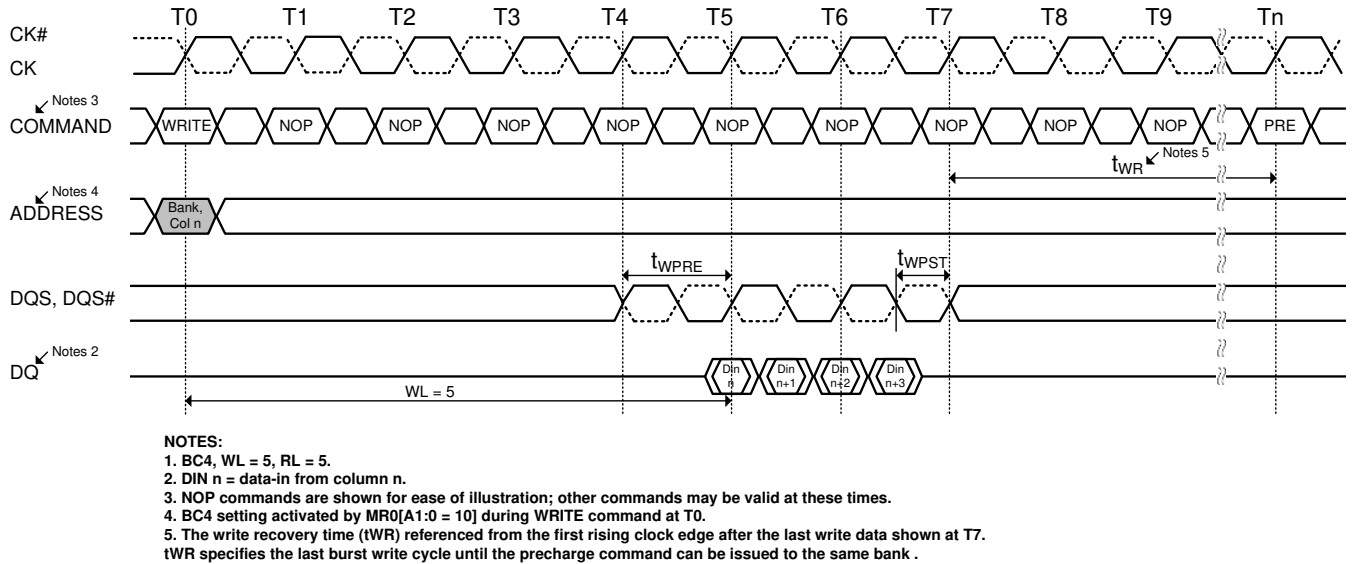 T0 T1 T2 T3 T4 T5 T6 T7 T8 T9 Tn
CK#
CK
Notes 3
COMMAND WRITE NOP NOP NOP NOP NOP NOP NOP NOP NOP PRE
tWR Notes 5
Notes 4
ADDRESS Bank, Col n
tWPRE tWPST
DQS, DQS#
Notes 2
DQ Din n Din n+1 Din n+2 Din n+3
WL = 5
NOTES:
1. BC4, WL = 5, RL = 5.
2. DIN n = data-in from column n.
3. NOP commands are shown for ease of illustration; other commands may be valid at these times.
4. BC4 setting activated by MR0[A1:0 = 10] during WRITE command at T0.
5. The write recovery time (tWR) referenced from the first rising clock edge after the last write data shown at T7.
tWR specifies the last burst write cycle until the precharge command can be issued to the same bank .